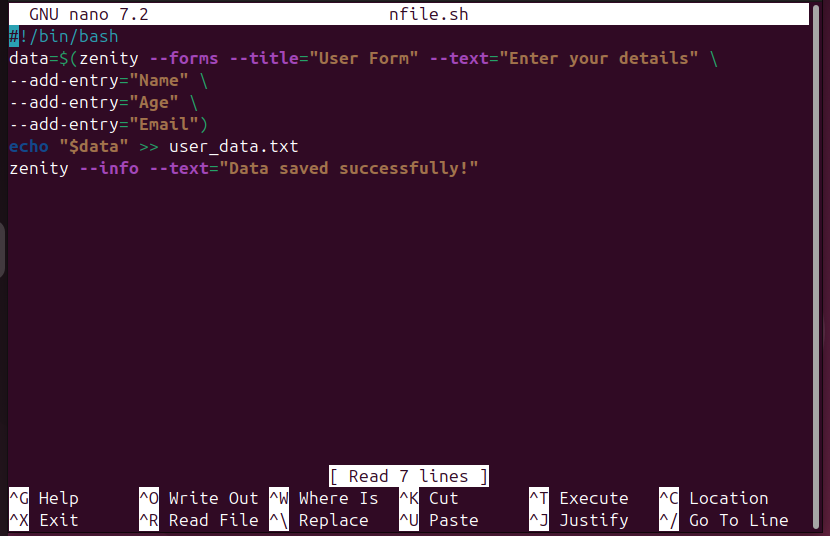 GNU nano 7.2 nfile.sh
#!/bin/bash
data=$(zenity --forms --title="User Form" --text="Enter your details" \
--add-entry="Name" \
--add-entry="Age" \
--add-entry="Email")
echo "$data" >> user_data.txt
zenity --info --text="Data saved successfully!"
[ Read 7 lines ]
^G Help ^O Write Out ^W Where Is ^K Cut ^T Execute ^C Location
^X Exit ^R Read File ^\ Replace ^U Paste ^J Justify ^/ Go To Line